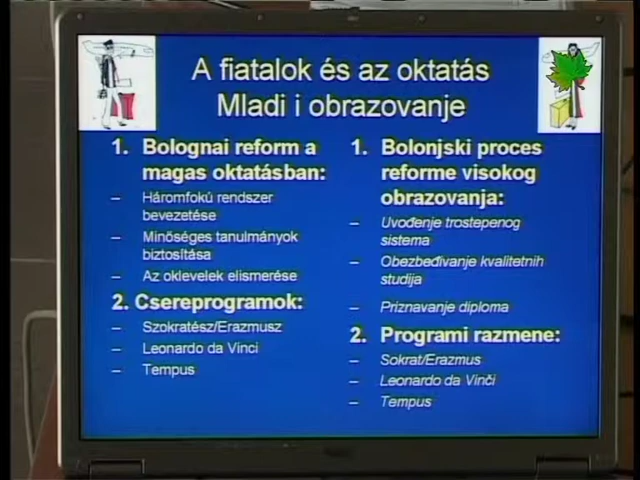 A fiatalok és az oktatás
Mladi i obrazovanje
1. Bolognai reform a
magas oktatásban:
– Háromfokú rendszer
bevezetése
– Minőséges tanulmányok
biztosítása
– Az oklevelek elismerése
2. Csereprogramok:
– Szokratész/Erazmusz
– Leonardo da Vinci
– Tempus
1. Bolonjski proces
reforme visokog
obrazovanja:
– Uvođenje trostepenog
sistema
– Obezbeđivanje kvalitetnih
studija
– Priznavanje diploma
2. Programi razmene:
– Sokrat/Erazmus
– Leonardo da Vinči
– Tempus